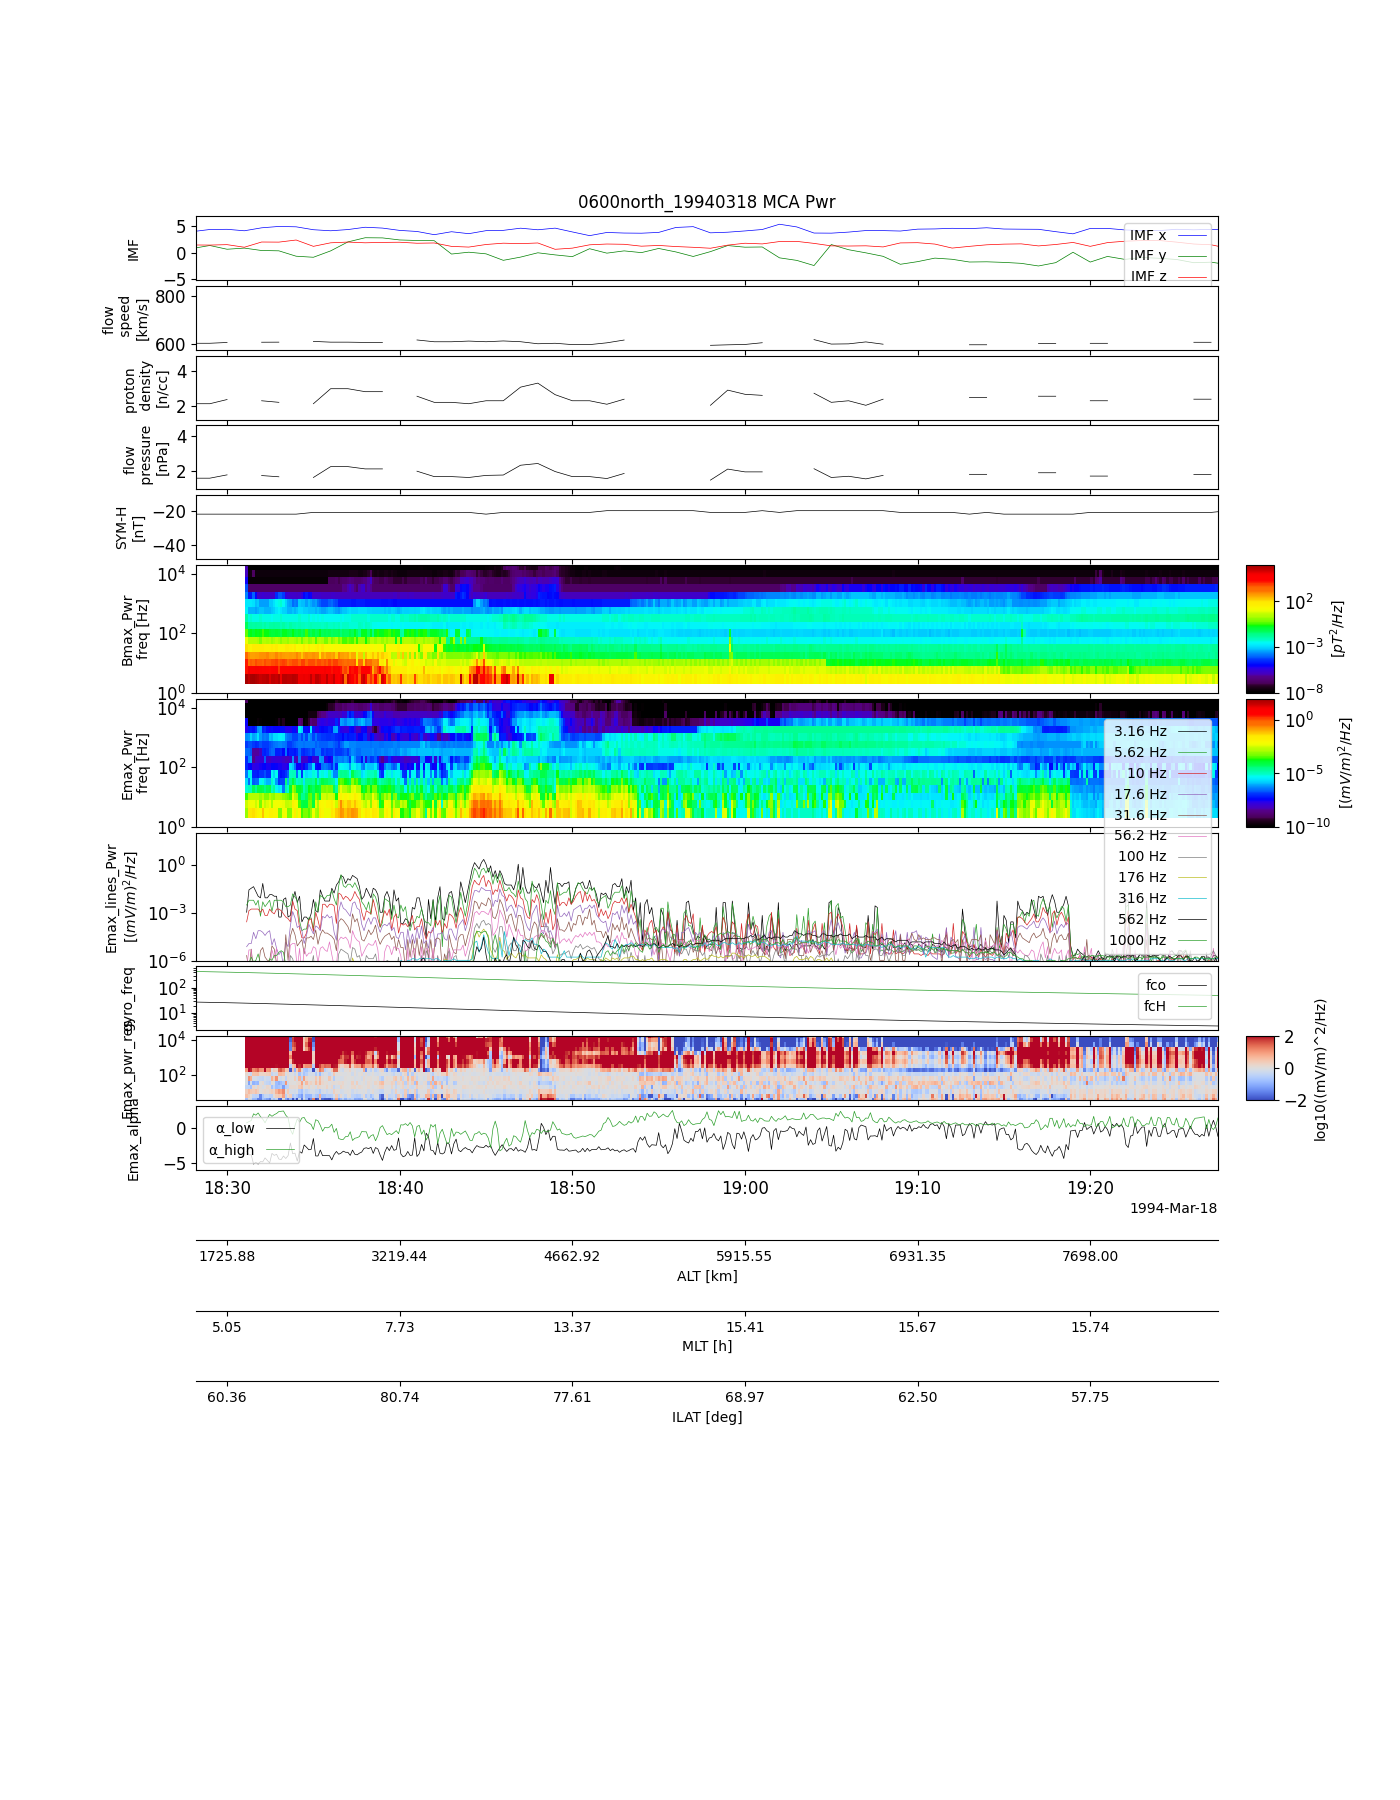 0600north_19940318 MCA Pwr
IMF
5
0
−5
IMF x
IMF y
IMF z
flow
speed
[km/s]
800
600
proton
density
[n/cc]
4
2
flow
pressure
[nPa]
4
2
SYM-H
[nT]
−20
−40
Bmax_Pwr
freq [Hz]
10^4
10^2
10^0
10^2
10^−3
10^−8
[pT^2/Hz]
Emax_Pwr
freq [Hz]
10^4
10^2
10^0
10^0
10^−5
10^−10
[(mV/m)^2/Hz]
3.16 Hz
5.62 Hz
10 Hz
17.6 Hz
31.6 Hz
56.2 Hz
100 Hz
176 Hz
316 Hz
562 Hz
1000 Hz
Emax_lines_Pwr
[(mV/m)^2/Hz]
10^0
10^−3
10^−6
gyro_freq
10^2
10^1
fco
fcH
Emax_pwr_reg
10^4
10^2
2
0
−2
log10((mV/m)^2/Hz)
Emax_alpha
0
−5
α_low
α_high
18:30 18:40 18:50 19:00 19:10 19:20
1994-Mar-18
1725.88 3219.44 4662.92 5915.55 6931.35 7698.00
ALT [km]
5.05 7.73 13.37 15.41 15.67 15.74
MLT [h]
60.36 80.74 77.61 68.97 62.50 57.75
ILAT [deg]